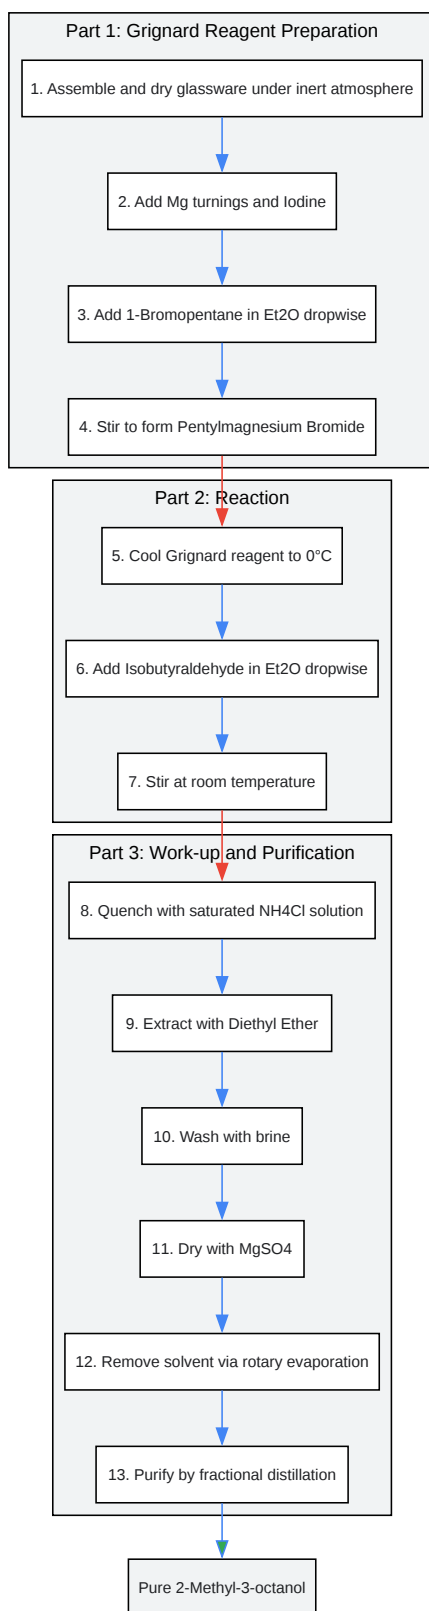 Part 1: Grignard Reagent Preparation
1. Assemble and dry glassware under inert atmosphere
2. Add Mg turnings and Iodine
3. Add 1-Bromopentane in Et2O dropwise
4. Stir to form Pentylmagnesium Bromide
Part 2: Reaction
5. Cool Grignard reagent to 0°C
6. Add Isobutyraldehyde in Et2O dropwise
7. Stir at room temperature
Part 3: Work-up and Purification
8. Quench with saturated NH4Cl solution
9. Extract with Diethyl Ether
10. Wash with brine
11. Dry with MgSO4
12. Remove solvent via rotary evaporation
13. Purify by fractional distillation
Pure 2-Methyl-3-octanol